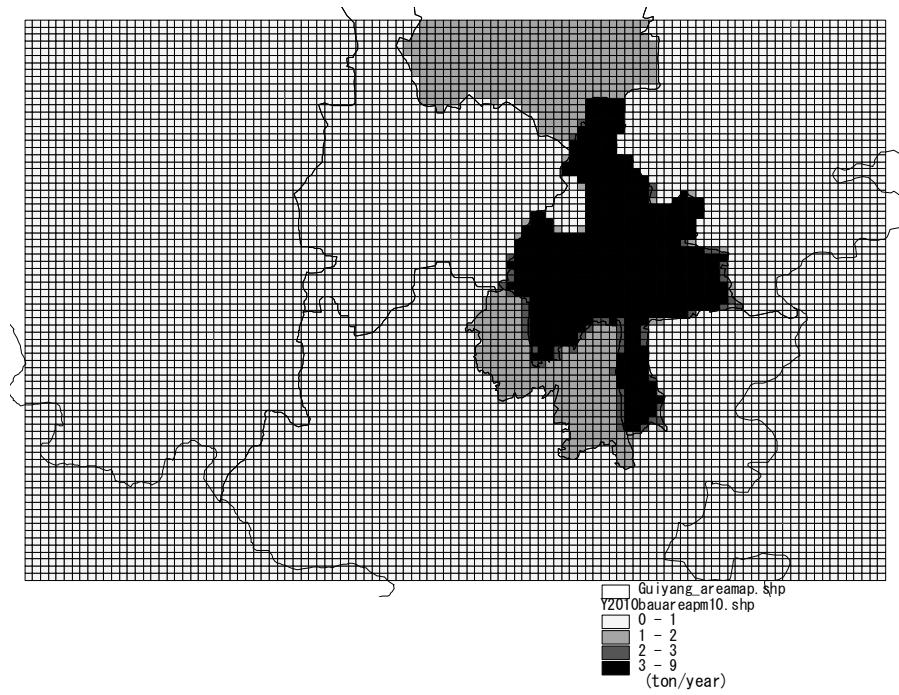 Guiyang_areamap.shp
Y2010bauareapm10.shp
0 - 1
1 - 2
2 - 3
3 - 9
(ton/year)